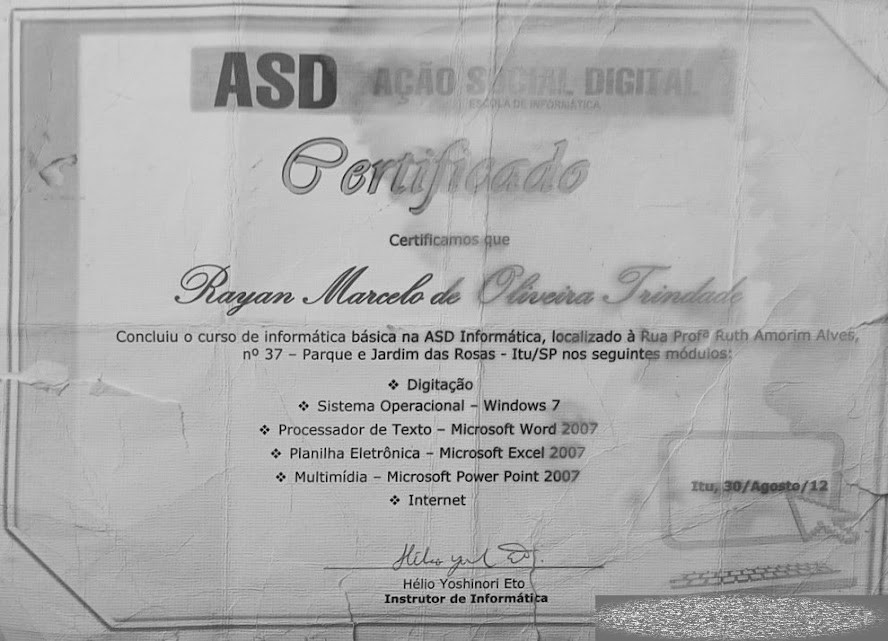 ASD AÇÃO SOCIAL DIGITAL
ESCOLA DE INFORMÁTICA
Certificado
Certificamos que
Rayan Marcelo de Oliveira Trindade
Concluiu o curso de informática básica na ASD Informática, localizado à Rua Profª Ruth Amorim Alves,
nº 37 – Parque e Jardim das Rosas - Itu/SP nos seguintes módulos:
❖ Digitação
❖ Sistema Operacional – Windows 7
❖ Processador de Texto – Microsoft Word 2007
❖ Planilha Eletrônica – Microsoft Excel 2007
❖ Multimídia – Microsoft Power Point 2007
❖ Internet
Itu, 30/Agosto/12
Hélio Yoshinori Eto
Instrutor de Informática